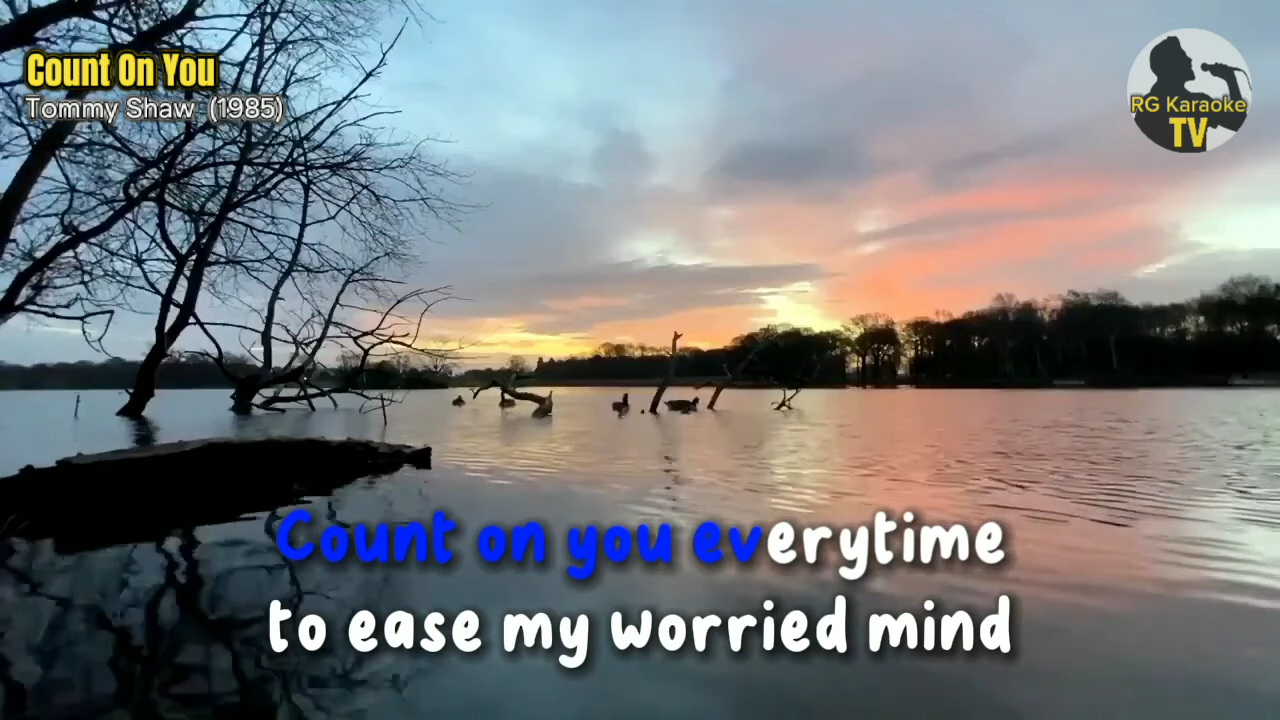 Count On You
Tommy Shaw (1985)
RG Karaoke
TV
Count on you everytime
to ease my worried mind